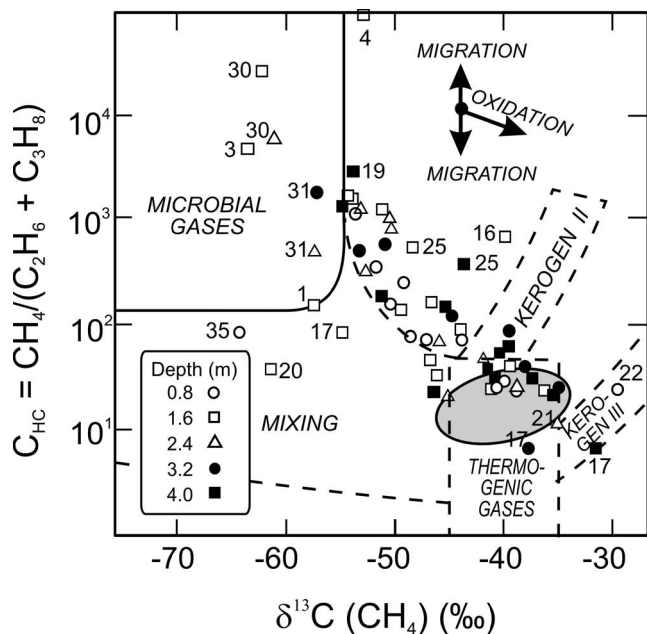 C_HC = CH₄/(C₂H₆ + C₃H₈)
10⁴
10³
10²
10¹
4
30
30
3
MICROBIAL
GASES
31
31
1
19
MIGRATION
OXIDATION
MIGRATION
16
25
25
KEROGEN II
35
17
20
MIXING
Depth (m)
0.8
1.6
2.4
3.2
4.0
22
KERO-
GEN III
21
17
17
THERMO-
GENIC
GASES
-70
-60
-50
-40
-30
δ¹³C (CH₄) (‰)